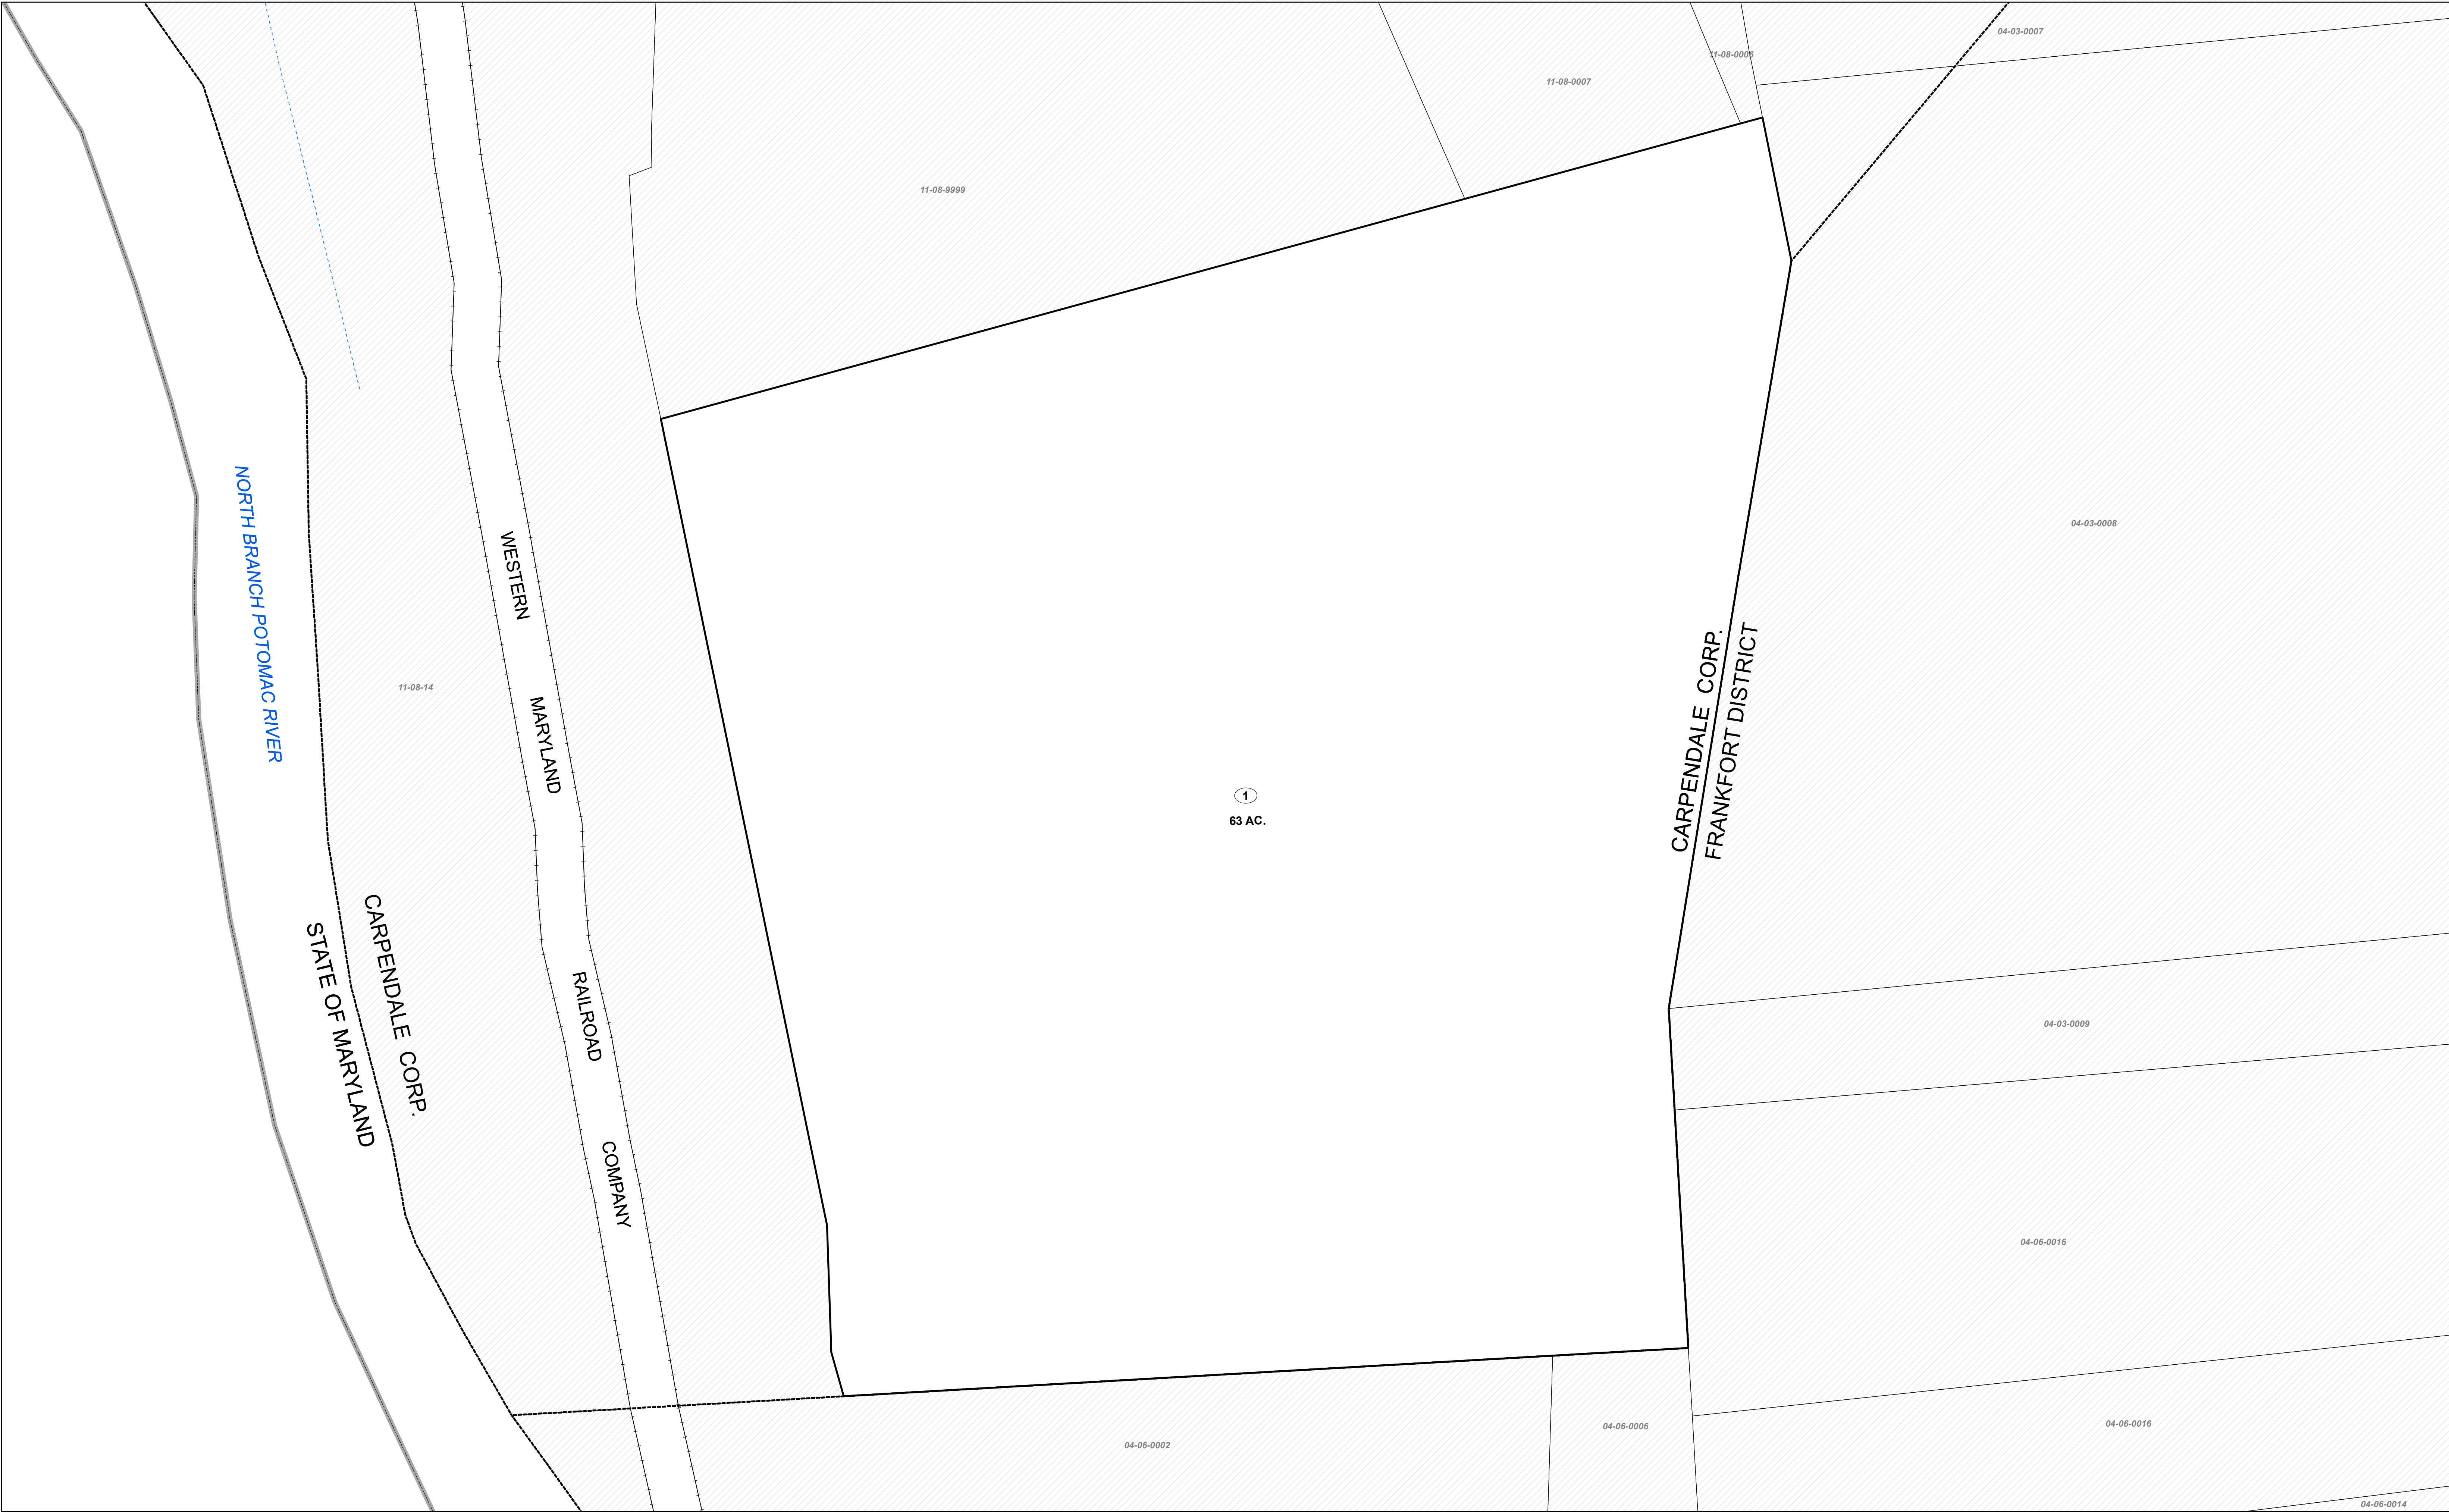 04-03-0007
11-08-0006
11-08-0007
11-08-9999
04-03-0008
NORTH BRANCH POTOMAC RIVER
WESTERN
MARYLAND
RAILROAD
COMPANY
11-08-14
CARPENDALE CORP.
FRANKFORT DISTRICT
1
63 AC.
CARPENDALE CORP.
STATE OF MARYLAND
04-03-0009
04-06-0016
04-06-0016
04-06-0006
04-06-0002
04-06-0014